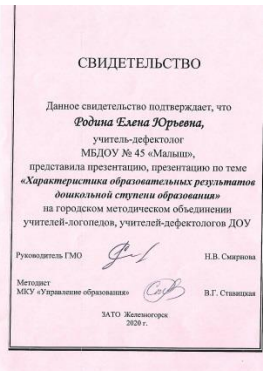 СВИДЕТЕЛЬСТВО
Данное свидетельство подтверждает, что
Родина Елена Юрьевна,
учитель-дефектолог
МБДОУ № 45 «Малыш»,
представила презентацию, презентацию по теме
«Характеристика образовательных результатов
дошкольной ступени образования»
на городском методическом объединении
учителей-логопедов, учителей-дефектологов ДОУ
Руководитель ГМО Н.В. Смирнова
Методист
МКУ «Управление образования» В.Г. Ставицкая
ЗАТО Железногорск
2020 г.